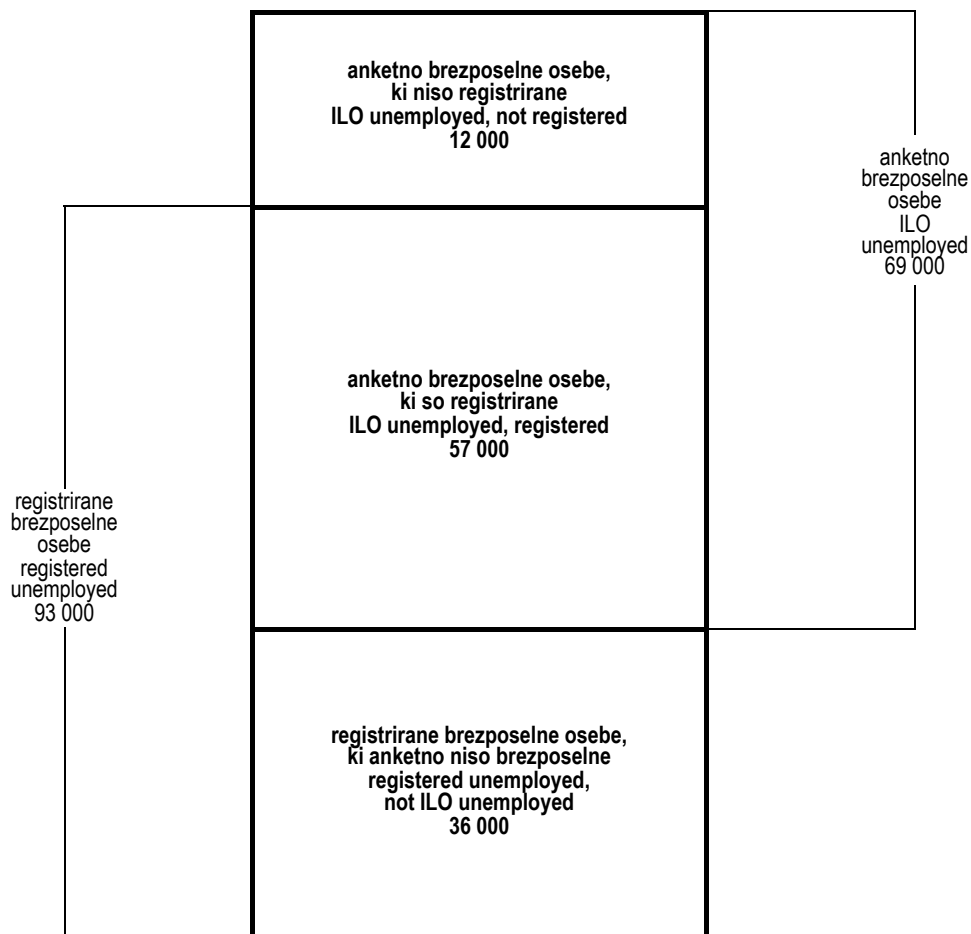 anketno brezposelne osebe,
ki niso registrirane
ILO unemployed, not registered
12 000
anketno
brezposelne
osebe
ILO
unemployed
69 000
anketno brezposelne osebe,
ki so registrirane
ILO unemployed, registered
57 000
registrirane
brezposelne
osebe
registered
unemployed
93 000
registrirane brezposelne osebe,
ki anketno niso brezposelne
registered unemployed,
not ILO unemployed
36 000